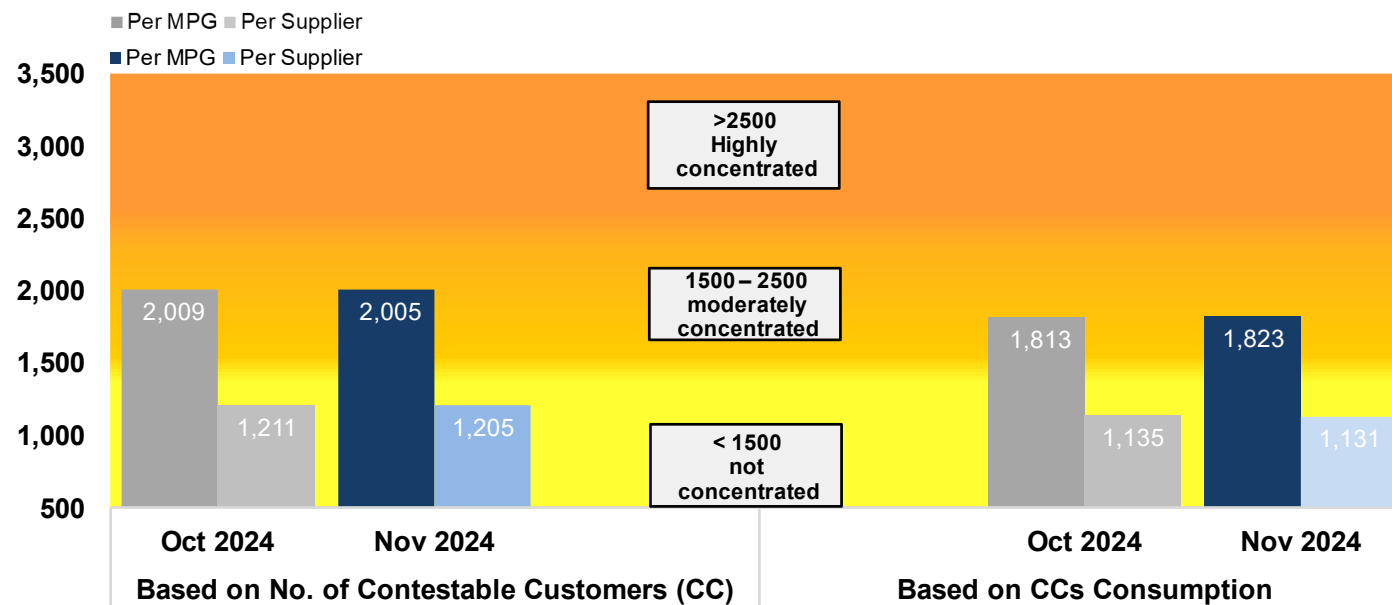 Per MPG Per Supplier
Per MPG Per Supplier
3,500
3,000
2,500
2,000
1,500
1,000
500
>2500
Highly
concentrated
1500 – 2500
moderately
concentrated
< 1500
not
concentrated
2,009
1,211
2,005
1,205
1,813
1,135
1,823
1,131
Oct 2024 Nov 2024 Oct 2024 Nov 2024
Based on No. of Contestable Customers (CC) Based on CCs Consumption